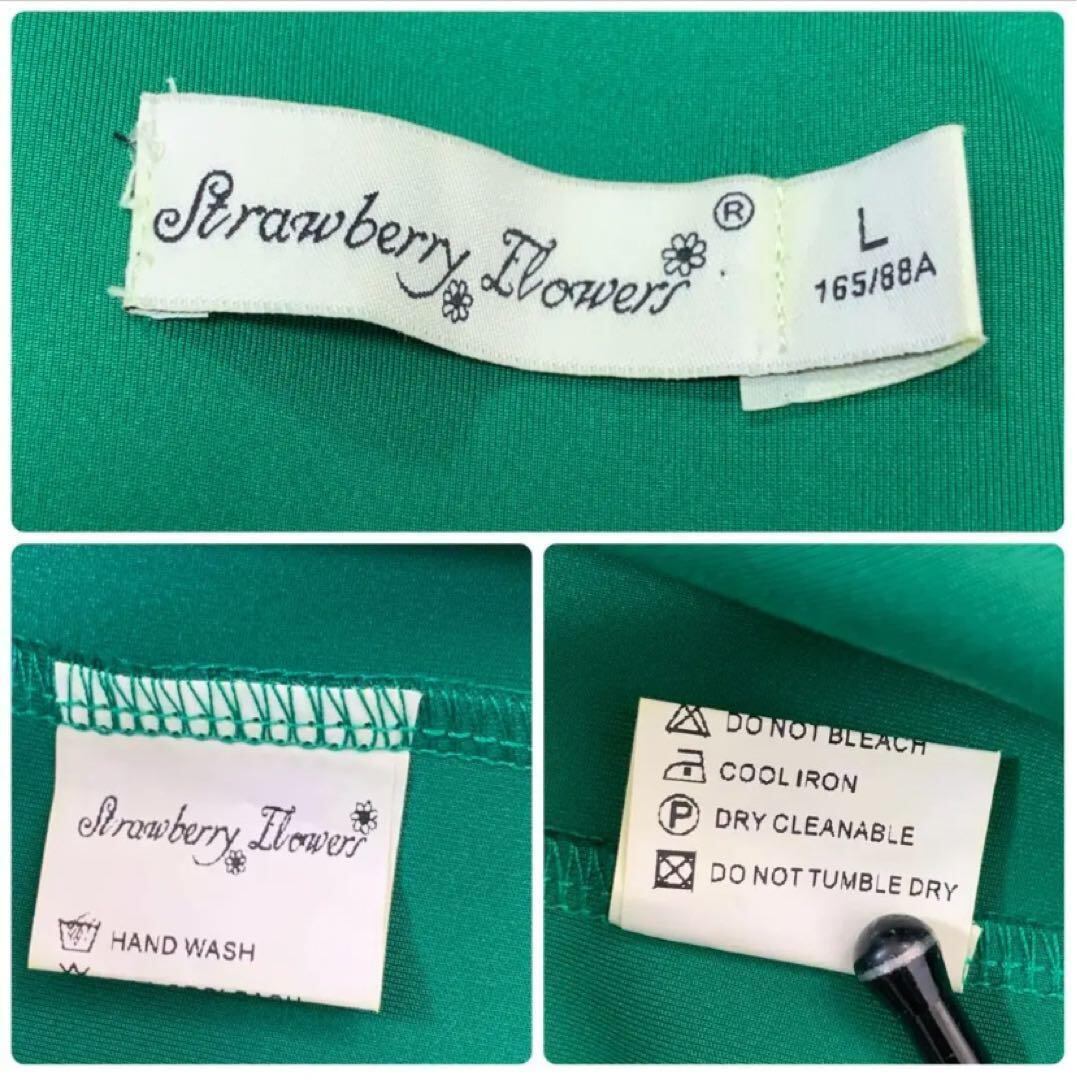 Strawberry Flowers ®
L
165/88A
Strawberry Flowers
HAND WASH
DO NOT BLEACH
COOL IRON
P DRY CLEANABLE
DO NOT TUMBLE DRY